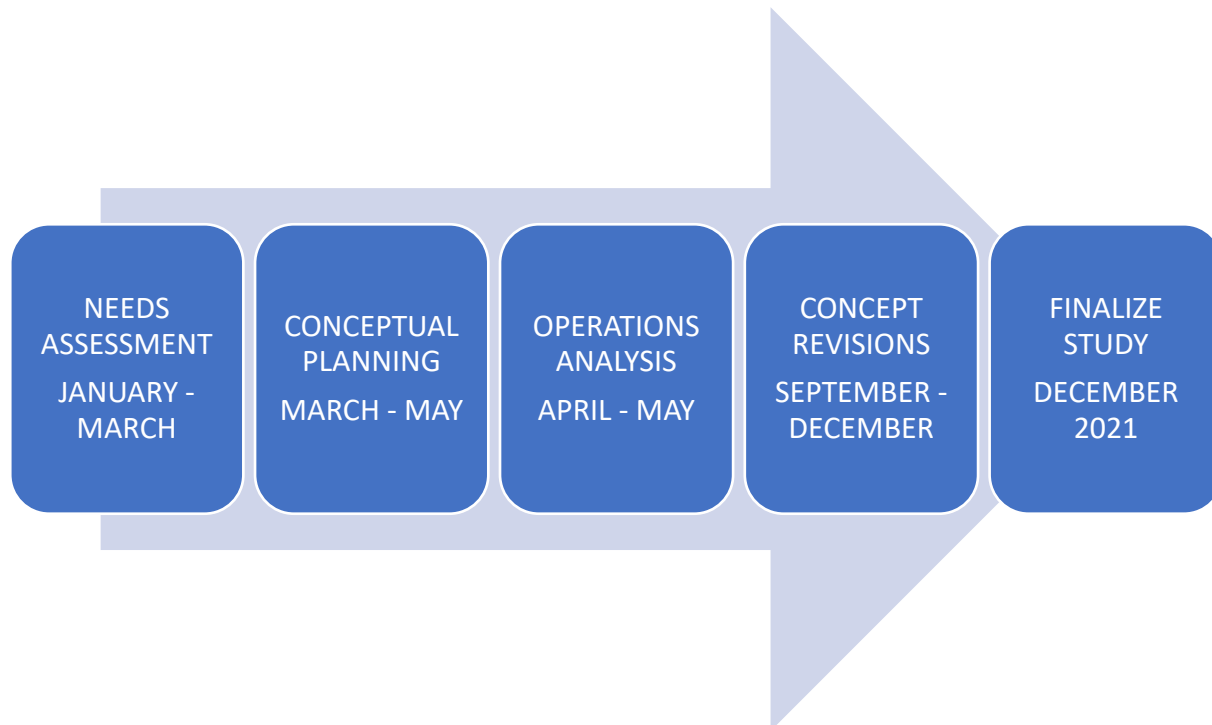 NEEDS
ASSESSMENT
JANUARY -
MARCH
CONCEPTUAL
PLANNING
MARCH - MAY
OPERATIONS
ANALYSIS
APRIL - MAY
CONCEPT
REVISIONS
SEPTEMBER -
DECEMBER
FINALIZE
STUDY
DECEMBER
2021